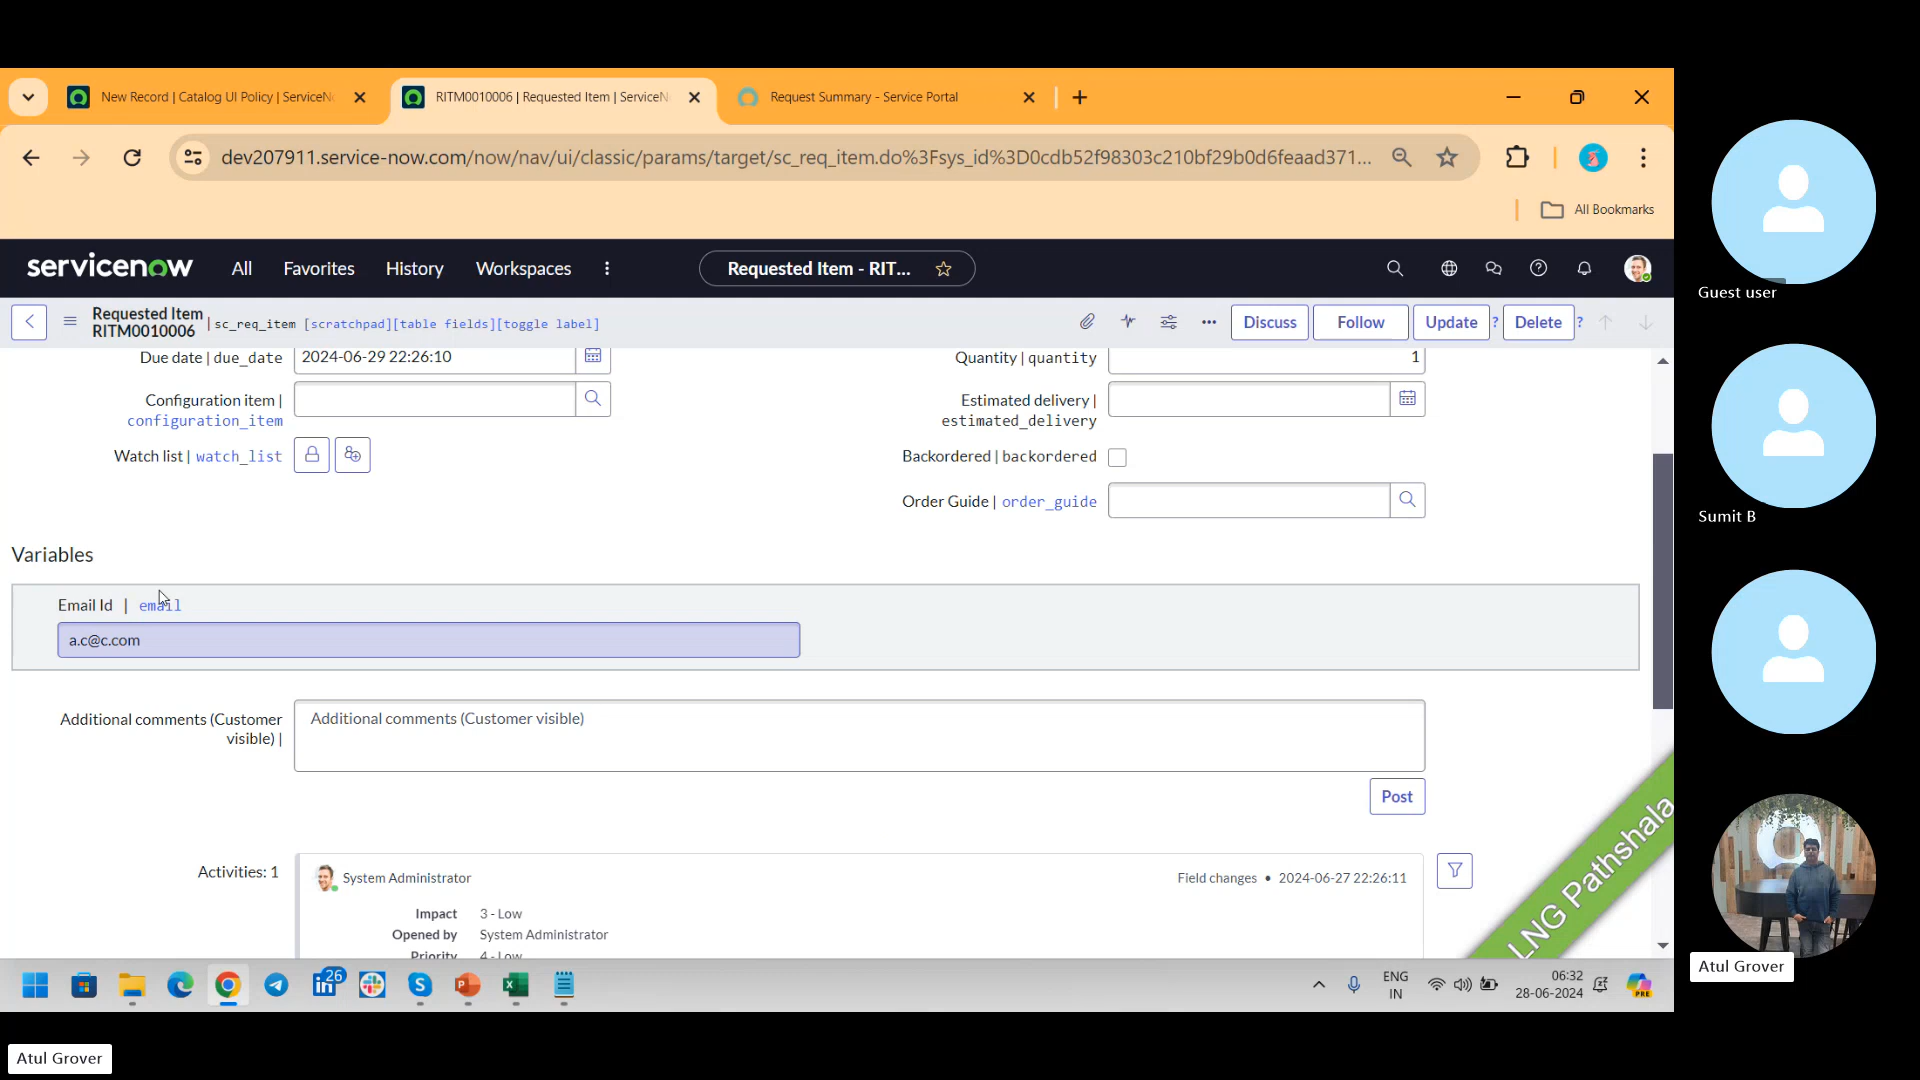 New Record | Catalog UI Policy | ServiceN
RITM0010006 | Requested Item | ServiceN
Request Summary - Service Portal
dev207911.service-now.com/now/nav/ui/classic/params/target/sc_req_item.do%3Fsys_id%3D0cdb52f98303c210bf29b0d6feaad371...
All Bookmarks
servicenow
All
Favorites
History
Workspaces
Requested Item - RIT...
Requested Item
RITM0010006
| sc_req_item [scratchpad][table fields][toggle label]
Discuss
Follow
Update
?
Delete
?
Due date | due_date
2024-06-29 22:26:10
Quantity | quantity
1
Configuration item |
configuration_item
Estimated delivery |
estimated_delivery
Watch list | watch_list
Backordered | backordered
Order Guide | order_guide
Variables
Email Id | email
a.c@c.com
Additional comments (Customer
visible) |
Additional comments (Customer visible)
Post
Activities: 1
System Administrator
Field changes • 2024-06-27 22:26:11
Impact 3 - Low
Opened by System Administrator
Priority 4 - Low
LNG Pathshala
26
ENG
IN
06:32
28-06-2024
PRE
Guest user
Sumit B
Atul Grover
Atul Grover